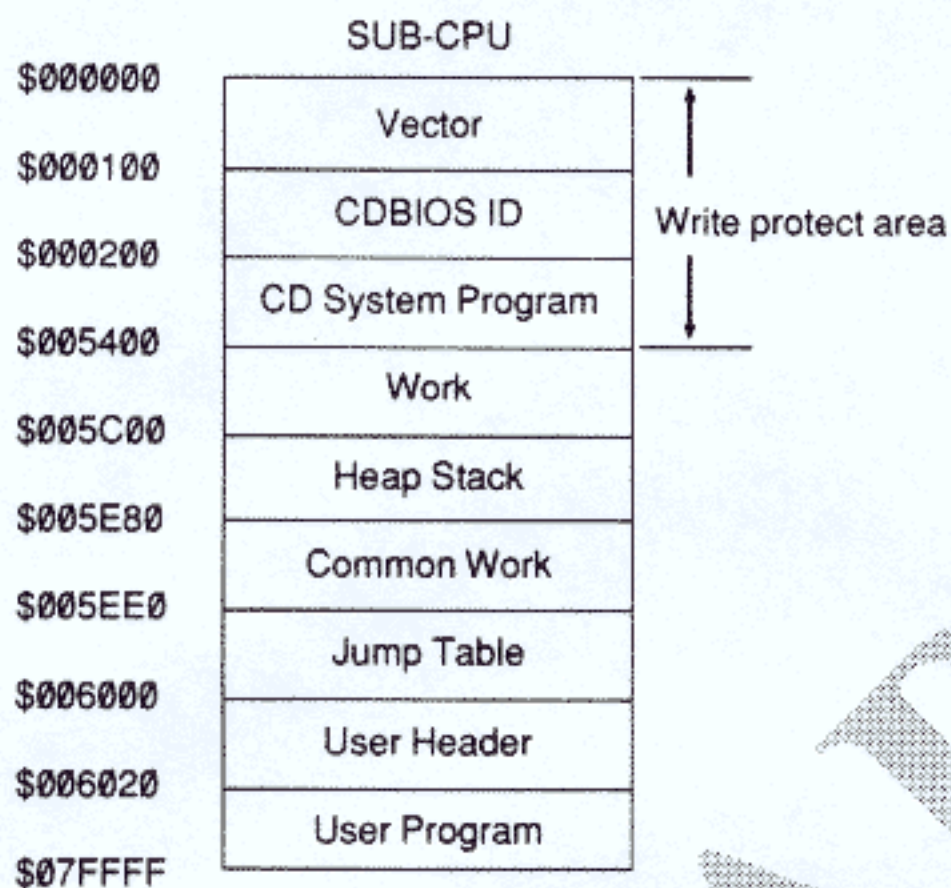 SUB-CPU
$000000
Vector
$000100
CDBIOS ID
Write protect area
$000200
CD System Program
$005400
Work
$005C00
Heap Stack
$005E80
Common Work
$005EE0
Jump Table
$006000
User Header
$006020
User Program
$07FFFF